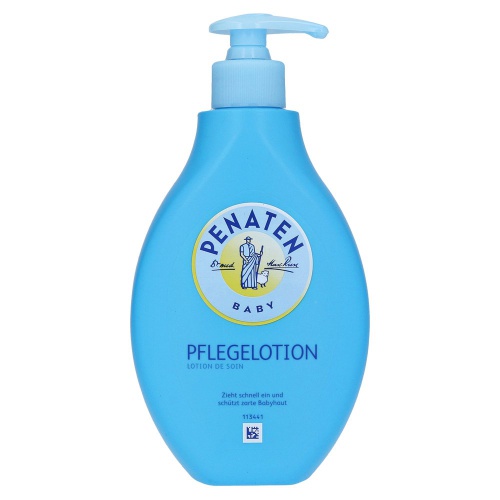 PENATEN
BABY
PFLEGELOTION
LOTION DE SOIN
Zieht schnell ein und
schützt zarte Babyhaut
113441